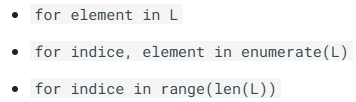 • for element in L
• for indice, element in enumerate(L)
• for indice in range(len(L))